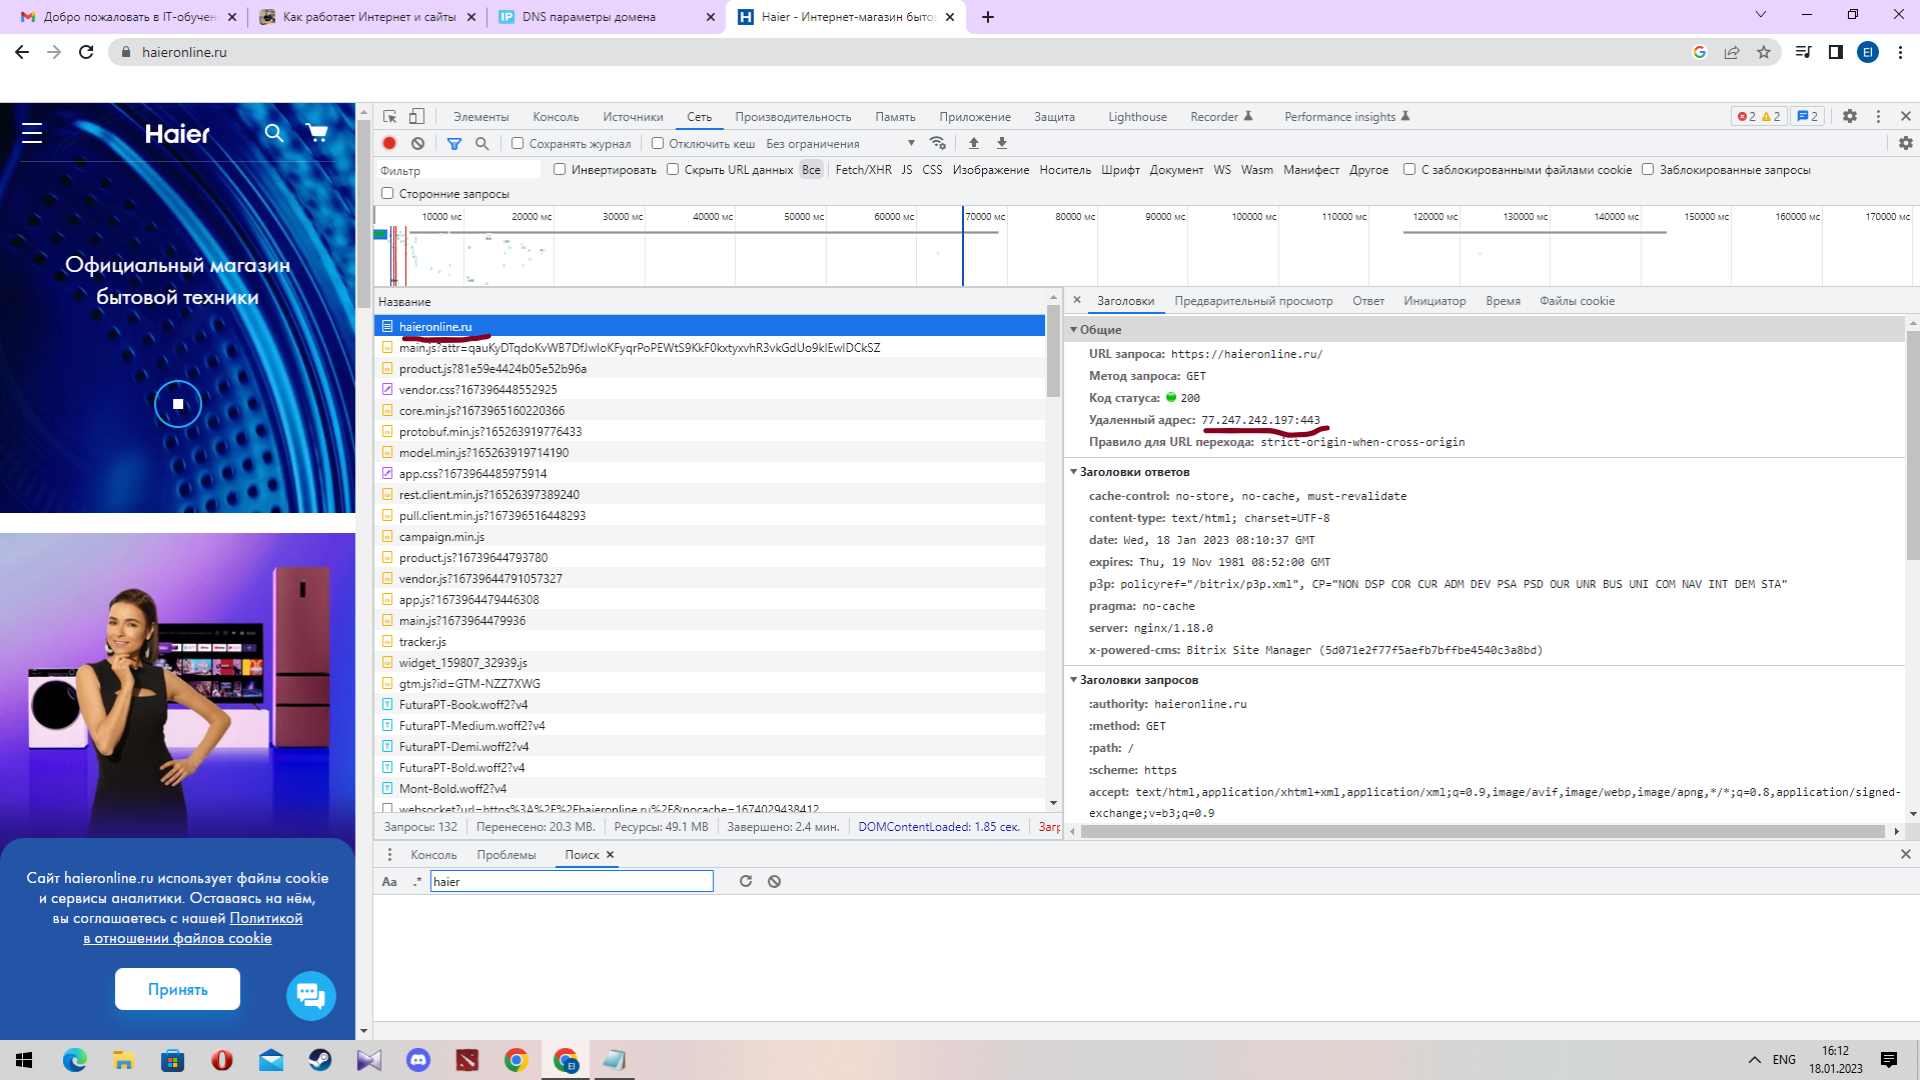 Добро пожаловать в IT-обучен
Как работает Интернет и сайты
DNS параметры домена
Haier - Интернет-магазин быто
haieronline.ru
EI
Haier
Официальный магазин
бытовой техники
Сайт haieronline.ru использует файлы cookie
и сервисы аналитики. Оставаясь на нём,
вы соглашаетесь с нашей Политикой
в отношении файлов cookie
Принять
Элементы Консоль Источники Сеть Производительность Память Приложение Защита Lighthouse Recorder Performance insights 2 2 2
Сохранять журнал Отключить кеш Без ограничения
Фильтр Инвертировать Скрыть URL данных Все Fetch/XHR JS CSS Изображение Носитель Шрифт Документ WS Wasm Манифест Другое С заблокированными файлами cookie Заблокированные запросы
Сторонние запросы
10000 мс 20000 мс 30000 мс 40000 мс 50000 мс 60000 мс 70000 мс 80000 мс 90000 мс 100000 мс 110000 мс 120000 мс 130000 мс 140000 мс 150000 мс 160000 мс 170000 мс
Название
haieronline.ru
main.js?attr=qauKyDTqdoKvWB7DfJwloKFyqrPoPEWtS9KkF0kxtyxvhR3vkGdUo9klEwlDCkSZ
product.js?81e59e4424b05e52b96a
vendor.css?167396448552925
core.min.js?1673965160220366
protobuf.min.js?165263919776433
model.min.js?165263919714190
app.css?1673964485975914
rest.client.min.js?16526397389240
pull.client.min.js?167396516448293
campaign.min.js
product.js?16739644793780
vendor.js?16739644791057327
app.js?1673964479446308
main.js?1673964479936
tracker.js
widget_159807_32939.js
gtm.js?id=GTM-NZZ7XWG
FuturaPT-Book.woff2?v4
FuturaPT-Medium.woff2?v4
FuturaPT-Demi.woff2?v4
FuturaPT-Bold.woff2?v4
Mont-Bold.woff2?v4
websocket?url=https%3A%2F%2Fhaieronline.ru%2F&nocache=1674029438412
Запросы: 132 Перенесено: 20.3 MB. Ресурсы: 49.1 MB Завершено: 2.4 мин. DOMContentLoaded: 1.85 сек. Загр
Заголовки Предварительный просмотр Ответ Инициатор Время Файлы cookie
Общие
URL запроса: https://haieronline.ru/
Метод запроса: GET
Код статуса: 200
Удаленный адрес: 77.247.242.197:443
Правило для URL перехода: strict-origin-when-cross-origin
Заголовки ответов
cache-control: no-store, no-cache, must-revalidate
content-type: text/html; charset=UTF-8
date: Wed, 18 Jan 2023 08:10:37 GMT
expires: Thu, 19 Nov 1981 08:52:00 GMT
p3p: policyref="/bitrix/p3p.xml", CP="NON DSP COR CUR ADM DEV PSA PSD OUR UNR BUS UNI COM NAV INT DEM STA"
pragma: no-cache
server: nginx/1.18.0
x-powered-cms: Bitrix Site Manager (5d071e2f77f5aefb7bffbe4540c3a8bd)
Заголовки запросов
:authority: haieronline.ru
:method: GET
:path: /
:scheme: https
accept: text/html,application/xhtml+xml,application/xml;q=0.9,image/avif,image/webp,image/apng,*/*;q=0.8,application/signed-
exchange;v=b3;q=0.9
Консоль Проблемы Поиск
Aa .* haier
ENG
16:12
18.01.2023